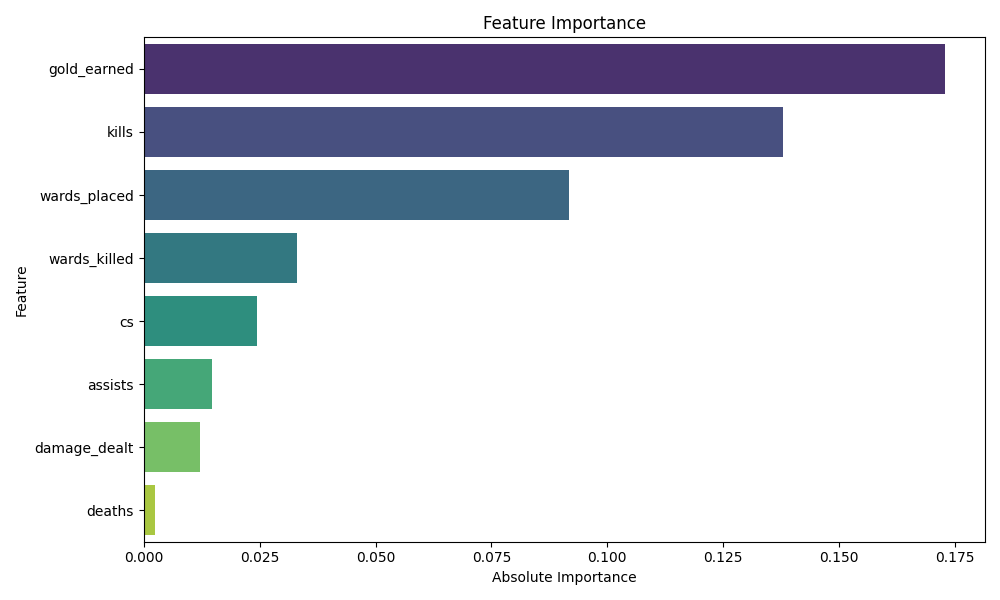 Feature Importance
gold_earned
kills
wards_placed
wards_killed
cs
assists
damage_dealt
deaths
Feature
0.000 0.025 0.050 0.075 0.100 0.125 0.150 0.175
Absolute Importance